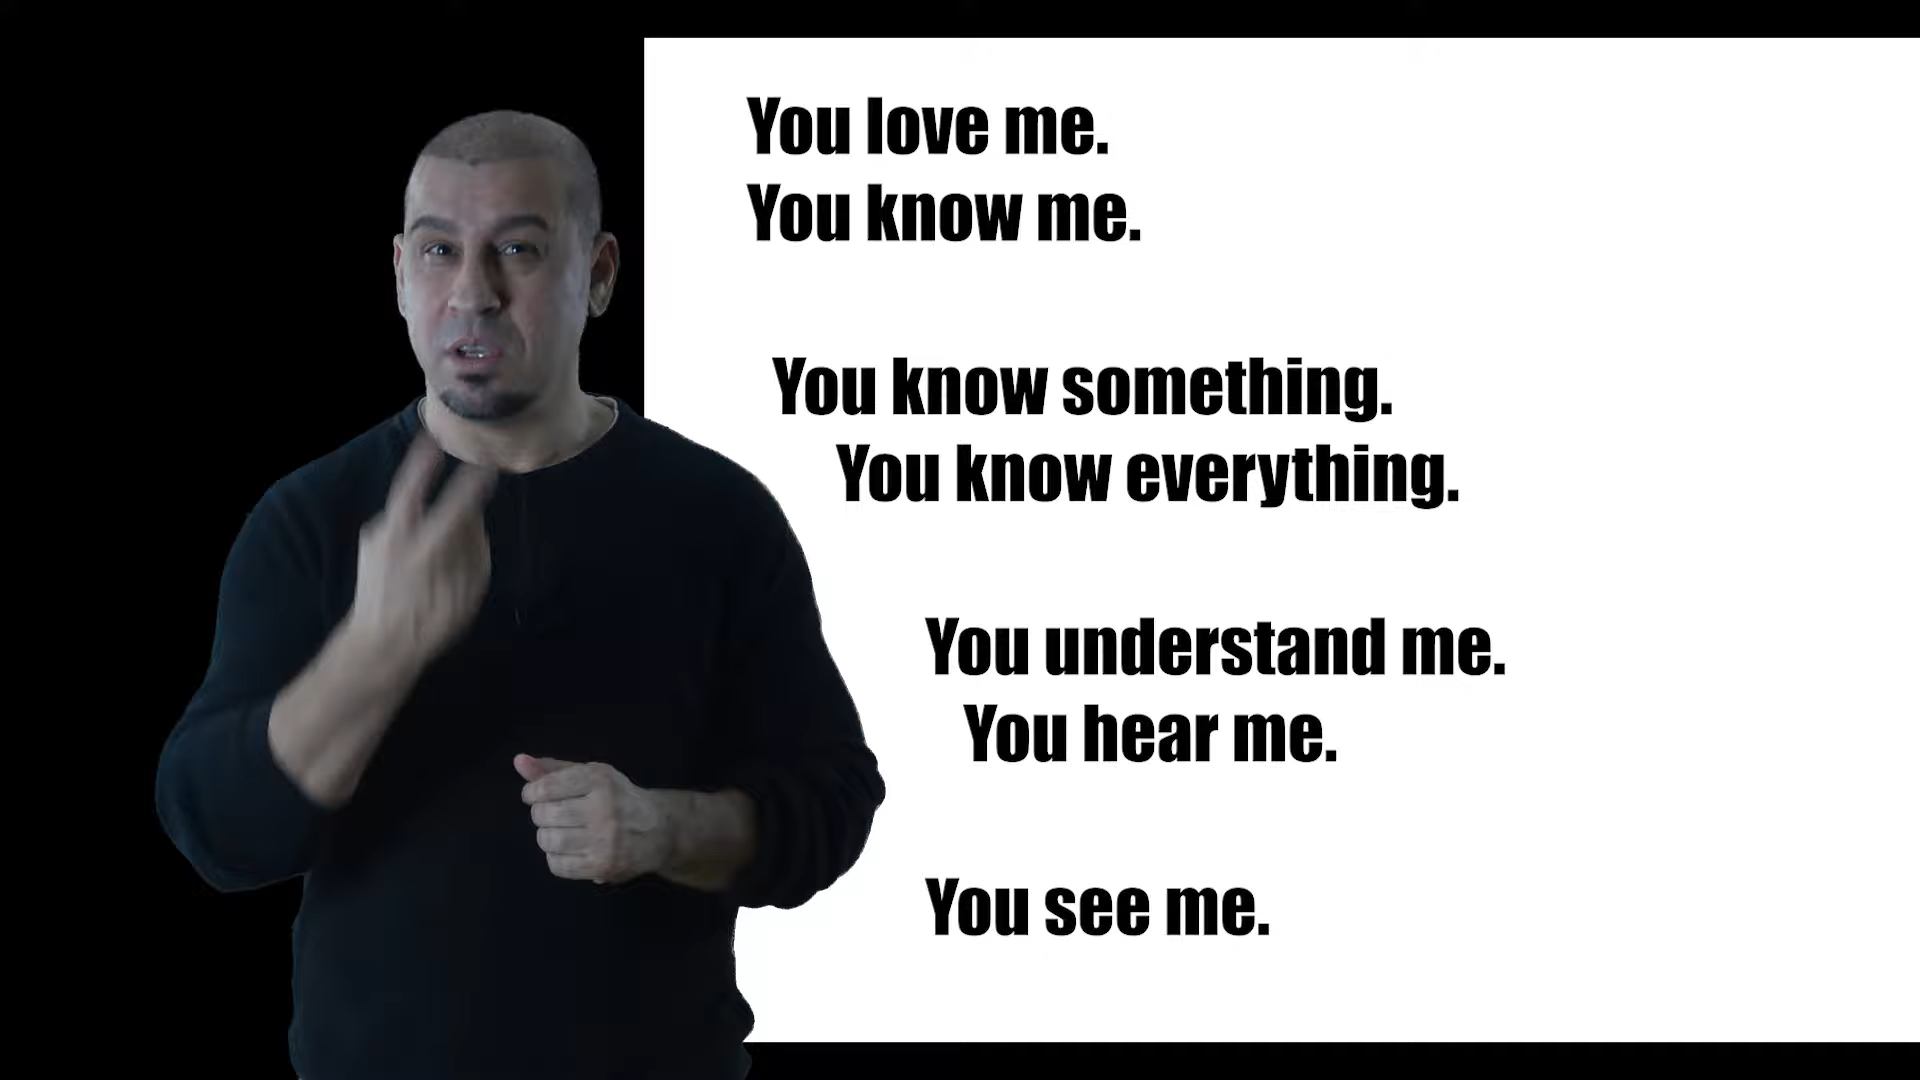 You love me.
You know me.
You know something.
You know everything.
You understand me.
You hear me.
You see me.